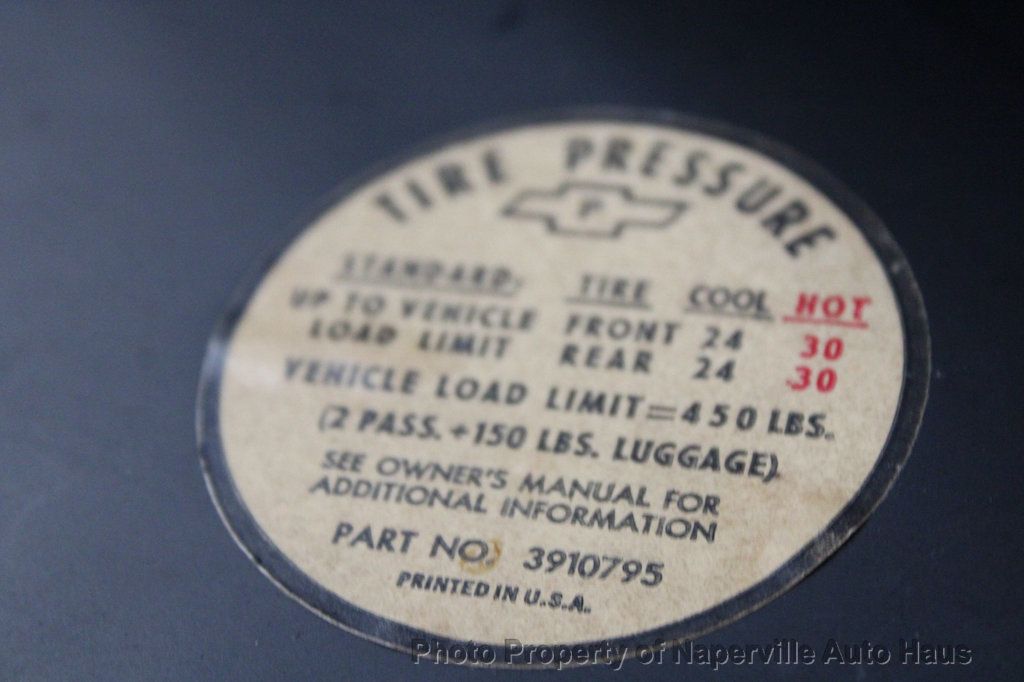 TIRE PRESSURE
P
STANDARD: TIRE COOL HOT
UP TO VEHICLE FRONT 24 30
LOAD LIMIT REAR 24 30
VEHICLE LOAD LIMIT=450 LBS.
(2 PASS.+150 LBS. LUGGAGE)
SEE OWNER'S MANUAL FOR
ADDITIONAL INFORMATION
PART NO. 3910795
PRINTED IN U.S.A.
Photo Property of Naperville Auto Haus